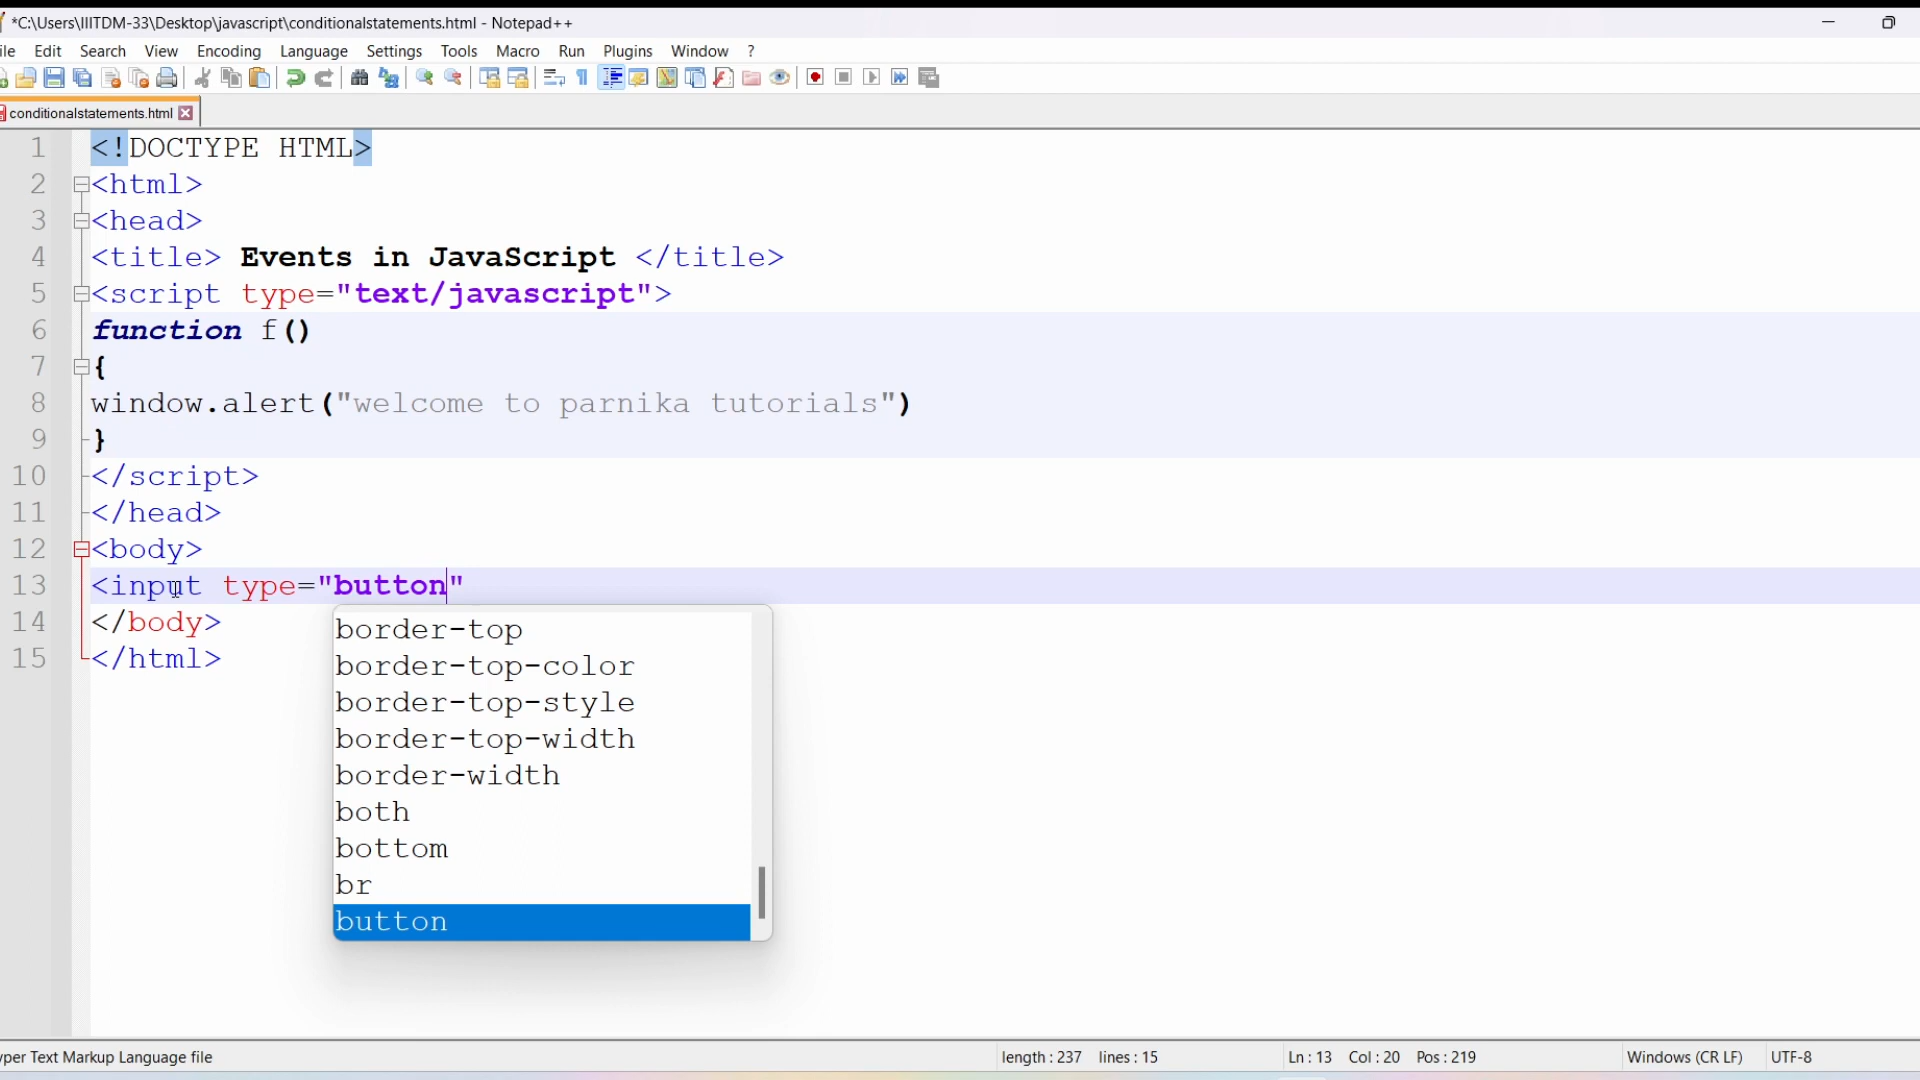 *C:\Users\IIITDM-33\Desktop\javascript\conditionalstatements.html - Notepad++
ile Edit Search View Encoding Language Settings Tools Macro Run Plugins Window ?
conditionalstatements.html
1 <!DOCTYPE HTML>
2 <html>
3 <head>
4 <title> Events in JavaScript </title>
5 <script type="text/javascript">
6 function f()
7 {
8 window.alert("welcome to parnika tutorials")
9 }
10 </script>
11 </head>
12 <body>
13 <input type="button"
14 </body>
15 </html>
border-top
border-top-color
border-top-style
border-top-width
border-width
both
bottom
br
button
yper Text Markup Language file length : 237 lines : 15 Ln : 13 Col : 20 Pos : 219 Windows (CR LF) UTF-8